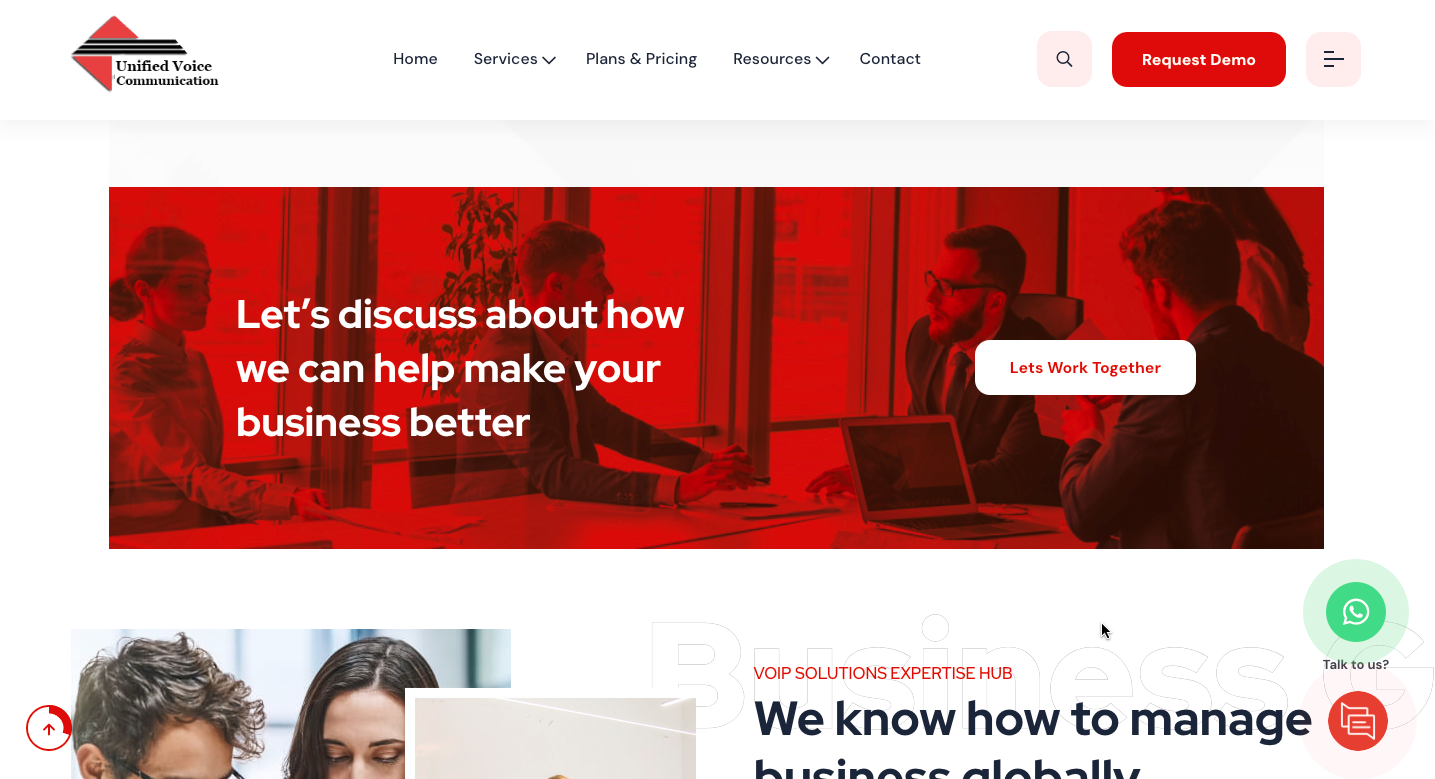 Unified Voice
Communication
Home
Services
Plans & Pricing
Resources
Contact
Request Demo
Let’s discuss about how
we can help make your
business better
Lets Work Together
Business G
VOIP SOLUTIONS EXPERTISE HUB
We know how to manage
business globally
Talk to us?